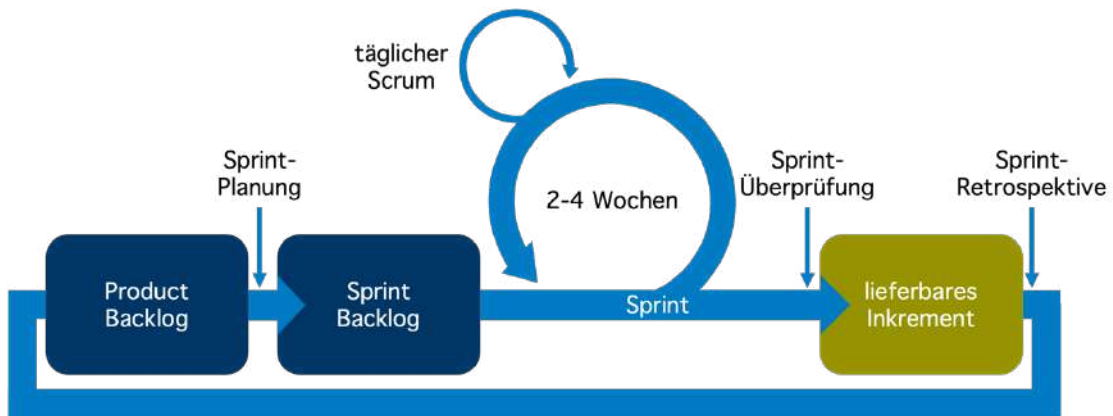 täglicher
Scrum
Sprint-
Planung
2-4 Wochen
Sprint-
Überprüfung
Sprint-
Retrospektive
Product
Backlog
Sprint
Backlog
Sprint
lieferbares
Inkrement